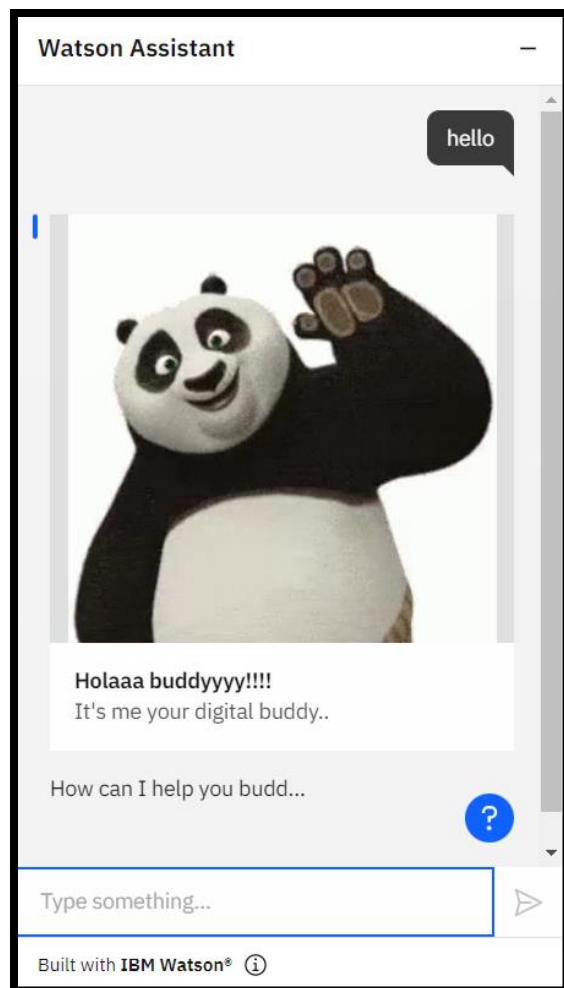 Watson Assistant
hello
Holaaa buddyyyy!!!!
It's me your digital buddy..
How can I help you budd...
?
Type something...
Built with IBM Watson®